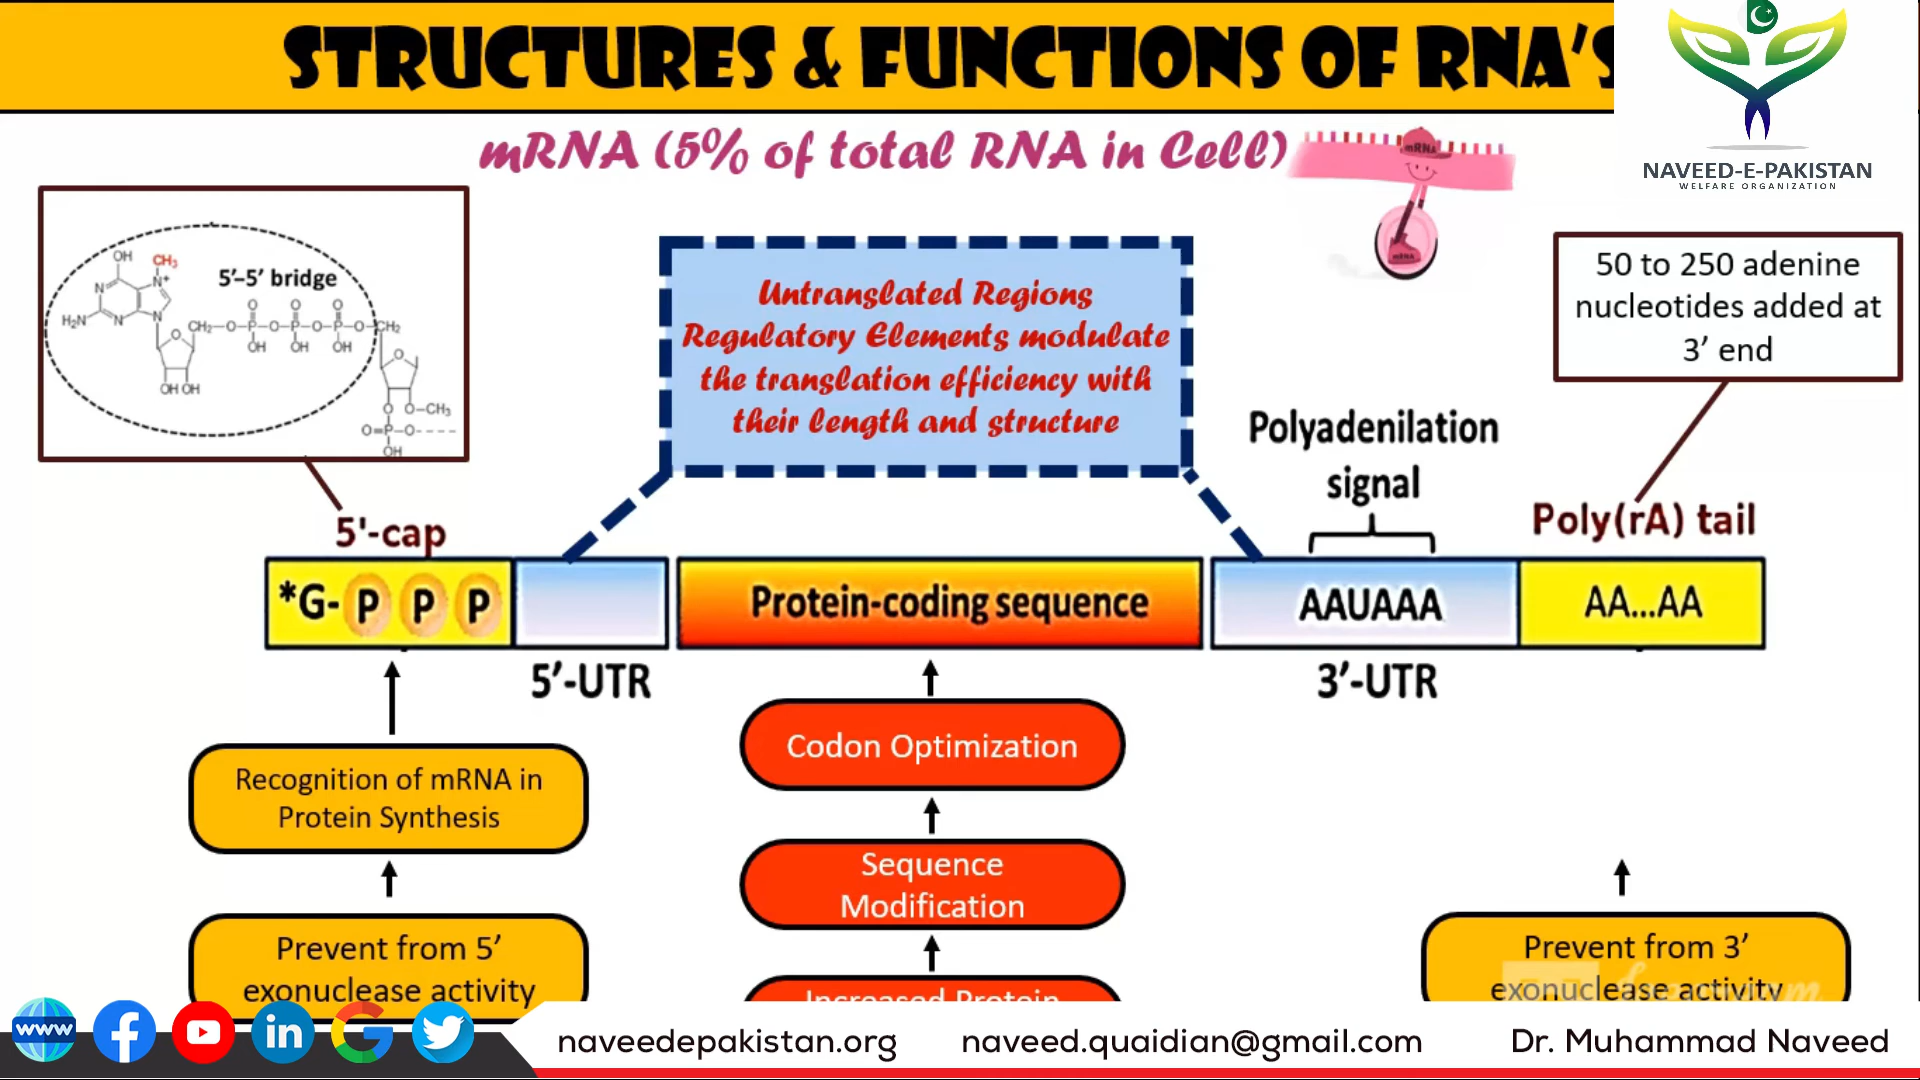 STRUCTURES & FUNCTIONS OF RNA'S
NAVEED-E-PAKISTAN
WELFARE ORGANIZATION
mRNA (5% of total RNA in Cell)
mRNA
mRNA
5'–5' bridge
OH
CH3
N
N+
H2N
N
N
CH2–O–P–O–P–O–P–O–CH2
O
O
O
OH
OH
OH
O
OH OH
O
O
O–CH3
O=P–O
OH
Untranslated Regions
Regulatory Elements modulate
the translation efficiency with
their length and structure
50 to 250 adenine
nucleotides added at
3' end
Polyadenilation
signal
5'-cap
Poly(rA) tail
*G- P P P
Protein-coding sequence
AAUAAA
AA...AA
5'-UTR
3'-UTR
Recognition of mRNA in
Protein Synthesis
Prevent from 5'
exonuclease activity
Codon Optimization
Sequence
Modification
Increased Protein
Prevent from 3'
exonuclease activity
www
in
naveedepakistan.org
naveed.quaidian@gmail.com
Dr. Muhammad Naveed